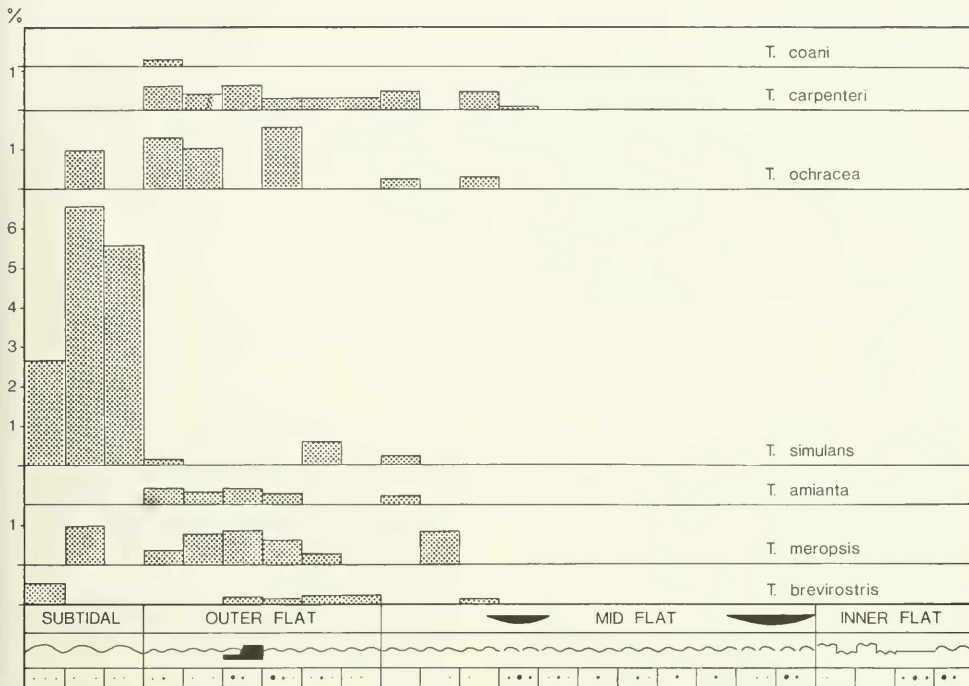 %
T. coani
1
T. carpenteri
1
T. ochracea
6
5
4
3
2
1
T. simulans
T. amianta
1
T. meropsis
T. brevirostris
SUBTIDAL OUTER FLAT MID FLAT INNER FLAT